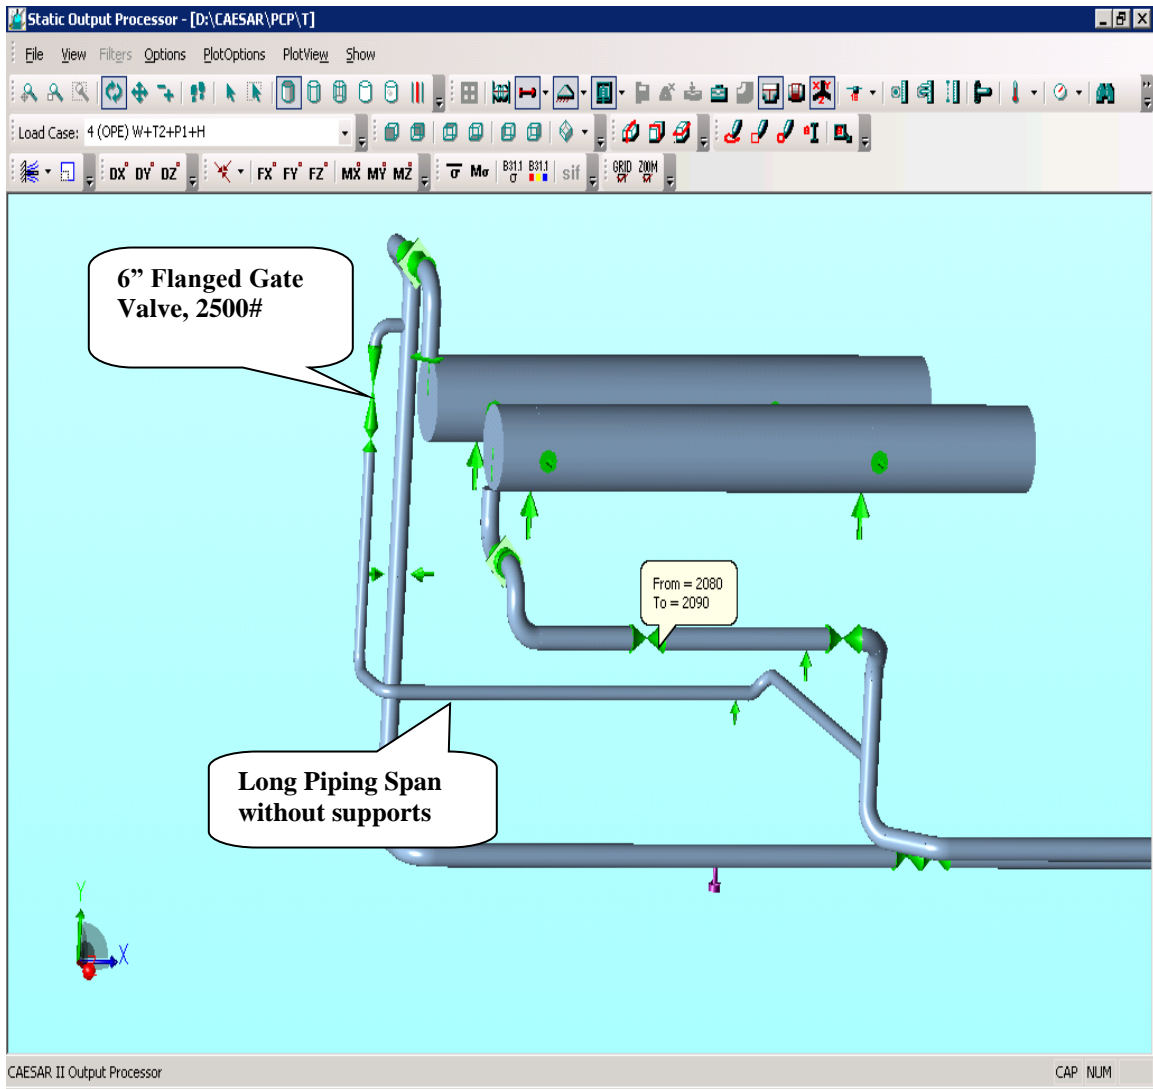 Static Output Processor - [D:\CAESAR\PCP\T]
File View Filters Options PlotOptions PlotView Show
Load Case: 4 (OPE) W+T2+P1+H
DX DY DZ FX FY FZ MX MY MZ σ Mσ B31.1 σ B31.1 sif GRID ZOOM
6” Flanged Gate
Valve, 2500#
From = 2080
To = 2090
Long Piping Span
without supports
Y
X
CAESAR II Output Processor
CAP NUM